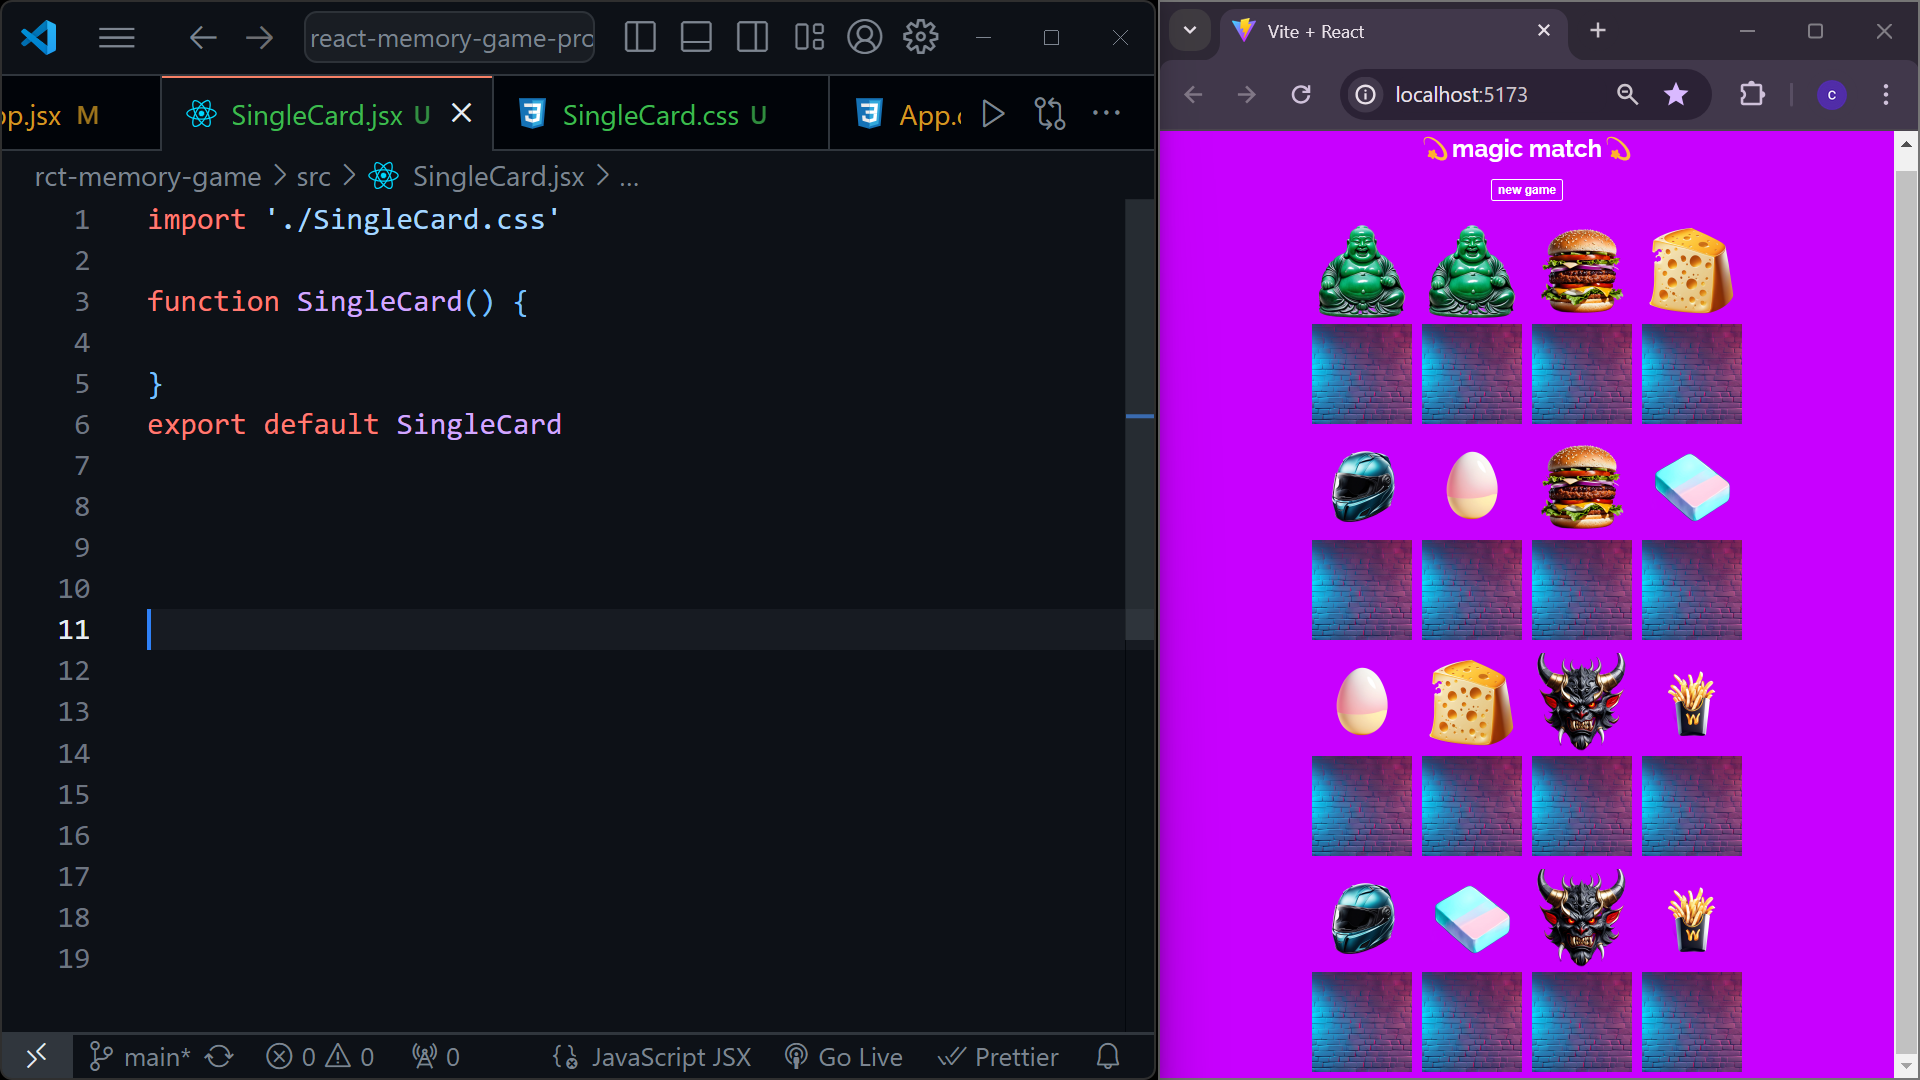 react-memory-game-pro
pp.jsx M
SingleCard.jsx U
SingleCard.css U
App.c
rct-memory-game > src > SingleCard.jsx > ...
1 import './SingleCard.css'
2
3 function SingleCard() {
4
5 }
6 export default SingleCard
7
8
9
10
11
12
13
14
15
16
17
18
19
main* 0 0 0 JavaScript JSX Go Live Prettier
Vite + React
localhost:5173
c
magic match
new game
W
W